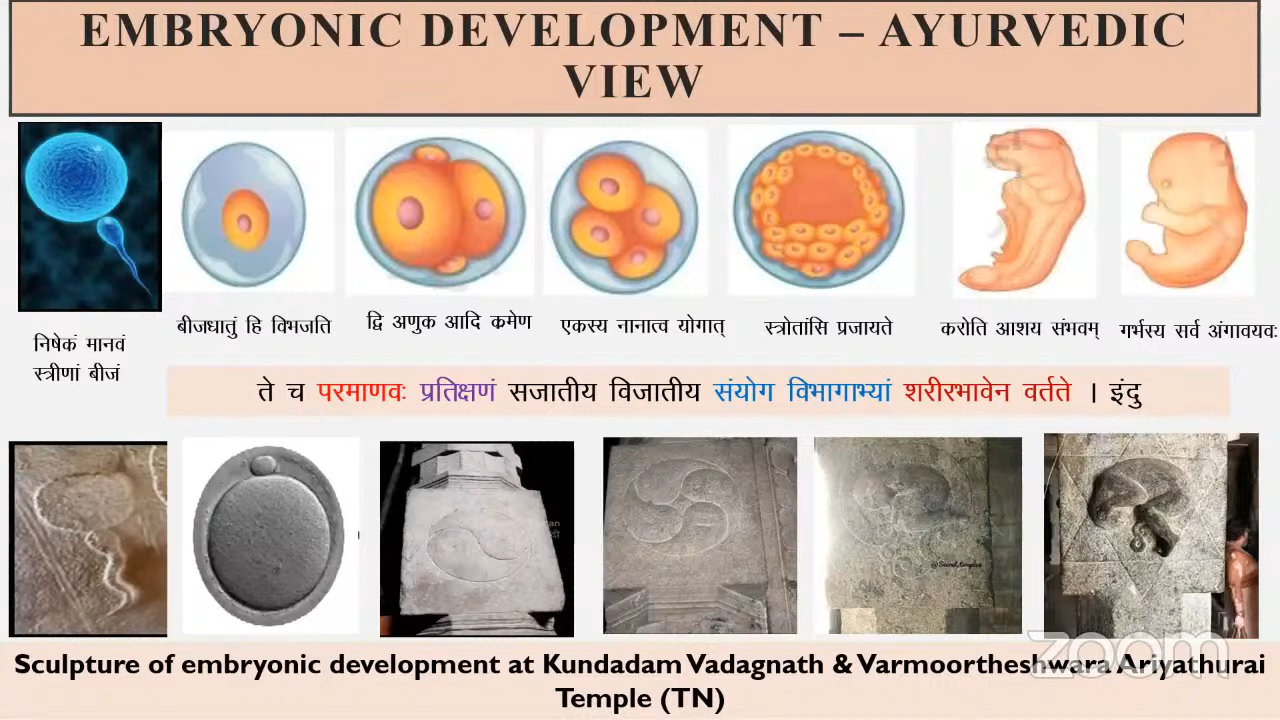 EMBRYONIC DEVELOPMENT – AYURVEDIC
VIEW
निषेकं मानवं
स्त्रीणां बीजं
बीजधातुं हि विभजति
द्वि अणुक आदि क्रमेण
एकस्य नानात्व योगात्
स्त्रोतांसि प्रजायते
करोति आशय संभवम्
गर्भस्य सर्व अंगावयवः
ते च परमाणवः प्रतिक्षणं सजातीय विजातीय संयोग विभागाभ्यां शरीरभावेन वर्तते । इंदु
Sculpture of embryonic development at Kundadam Vadagnath & Varmoortheshwara Ariyathurai
Temple (TN)
zoom